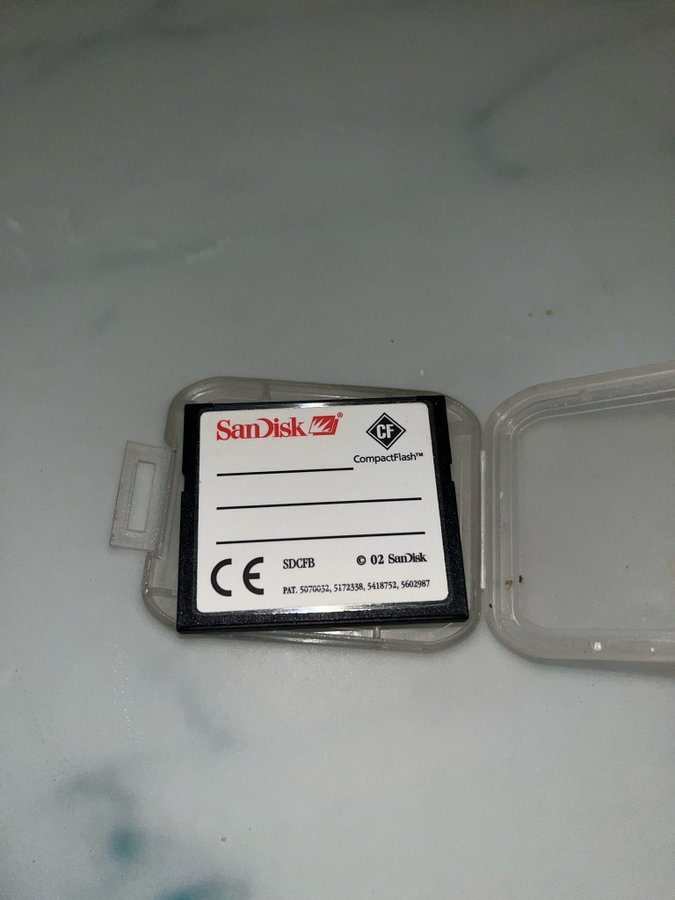 SanDisk®
CF
CompactFlash™
CE SDCFB © 02 SanDisk
PAT. 5070032, 5172338, 5418752, 5602987